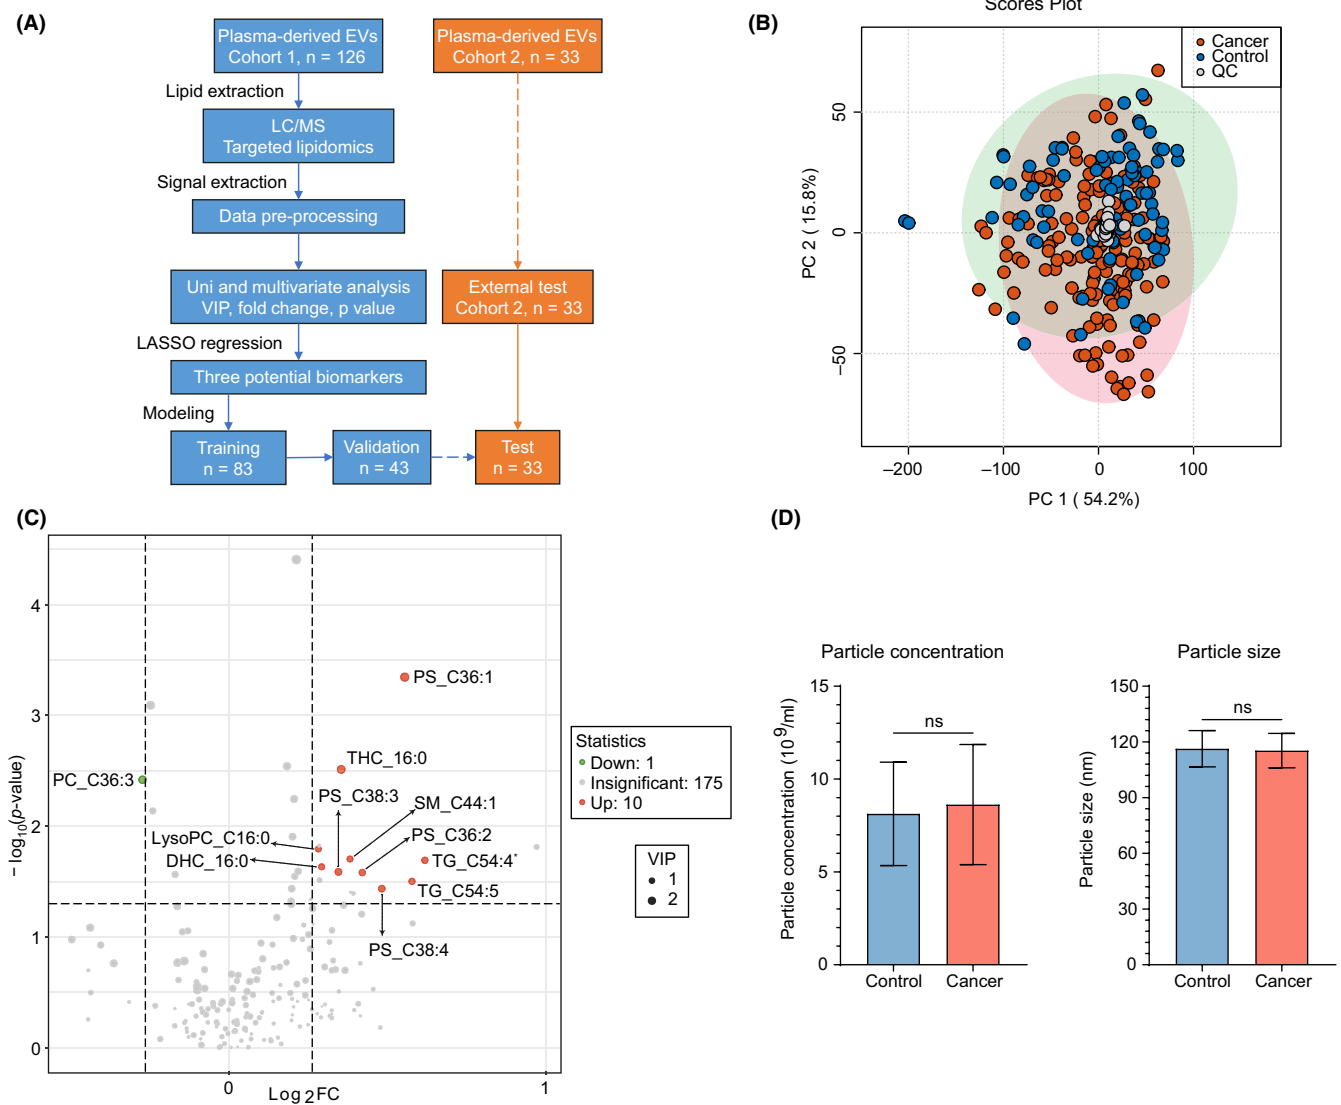 (A)
Plasma-derived EVs
Cohort 1, n = 126
Plasma-derived EVs
Cohort 2, n = 33
Lipid extraction
LC/MS
Targeted lipidomics
Signal extraction
Data pre-processing
Uni and multivariate analysis
VIP, fold change, p value
External test
Cohort 2, n = 33
LASSO regression
Three potential biomarkers
Modeling
Training
n = 83
Validation
n = 43
Test
n = 33
(B)
Scores Plot
Cancer
Control
QC
PC 2 ( 15.8%)
50
0
−50
−200
−100
0
100
PC 1 ( 54.2%)
(C)
− log10(p-value)
4
3
2
1
0
PS_C36:1
THC_16:0
PC_C36:3
PS_C38:3
SM_C44:1
LysoPC_C16:0
PS_C36:2
DHC_16:0
TG_C54:4*
TG_C54:5
PS_C38:4
0
1
Log 2FC
Statistics
Down: 1
Insignificant: 175
Up: 10
VIP
1
2
(D)
Particle concentration
Particle concentration (10^9/ml)
15
10
5
0
ns
Control
Cancer
Particle size
Particle size (nm)
150
120
90
60
30
0
ns
Control
Cancer